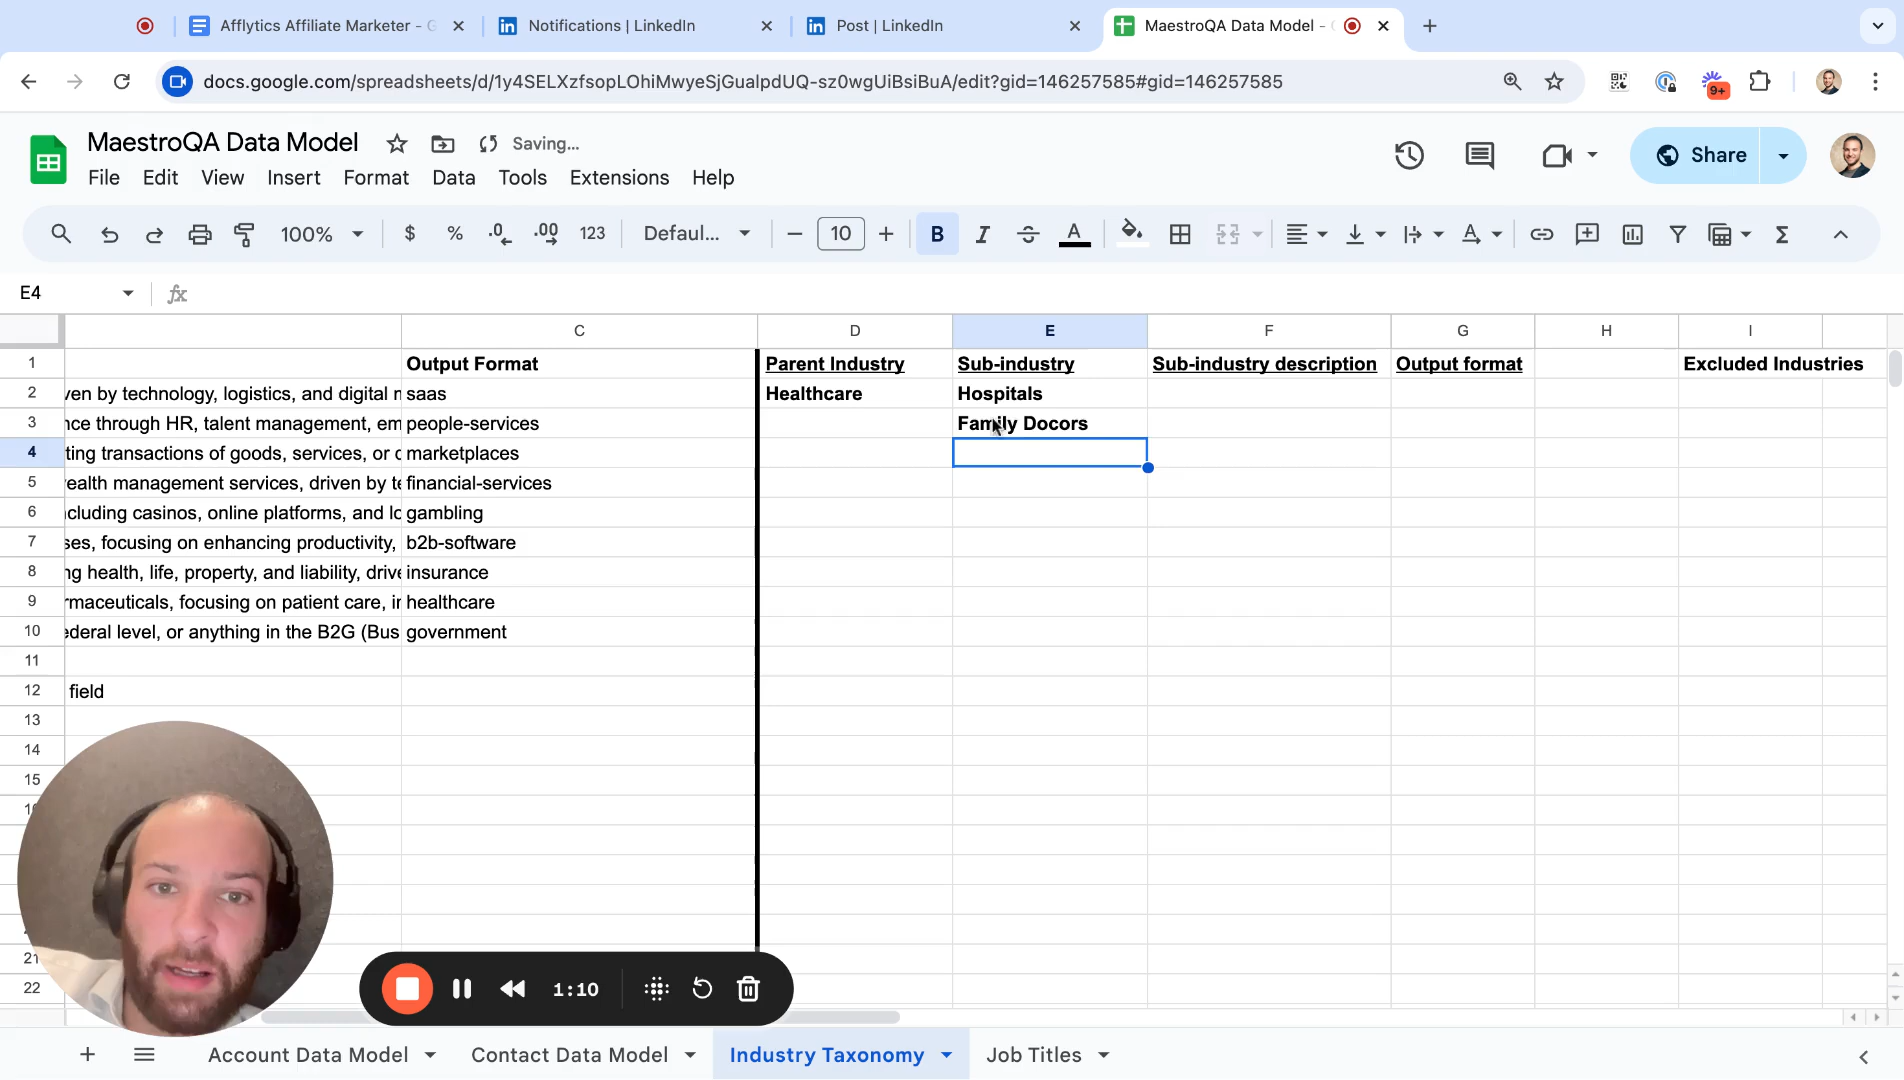 Afflytics Affiliate Marketer - G
Notifications | LinkedIn
Post | LinkedIn
MaestroQA Data Model -
docs.google.com/spreadsheets/d/1y4SELXzfsopLOhiMwyeSjGualpdUQ-sz0wgUiBsiBuA/edit?gid=146257585#gid=146257585
9+
MaestroQA Data Model
Saving...
Share
File Edit View Insert Format Data Tools Extensions Help
100% $ % .0 .00 123 Defaul... 10 B I A
E4 fx
C D E F G H I
1 Output Format Parent Industry Sub-industry Sub-industry description Output format Excluded Industries
2 ven by technology, logistics, and digital saas Healthcare Hospitals
3 nce through HR, talent management, em people-services Family Docors
4 ting transactions of goods, services, or marketplaces
5 ealth management services, driven by financial-services
6 cluding casinos, online platforms, and gambling
7 ses, focusing on enhancing productivity, b2b-software
8 ng health, life, property, and liability, insurance
9 rmaceuticals, focusing on patient care, healthcare
10 ederal level, or anything in the B2G (Bus government
11
12 field
13
14
15
21
22
1:10
Account Data Model Contact Data Model Industry Taxonomy Job Titles